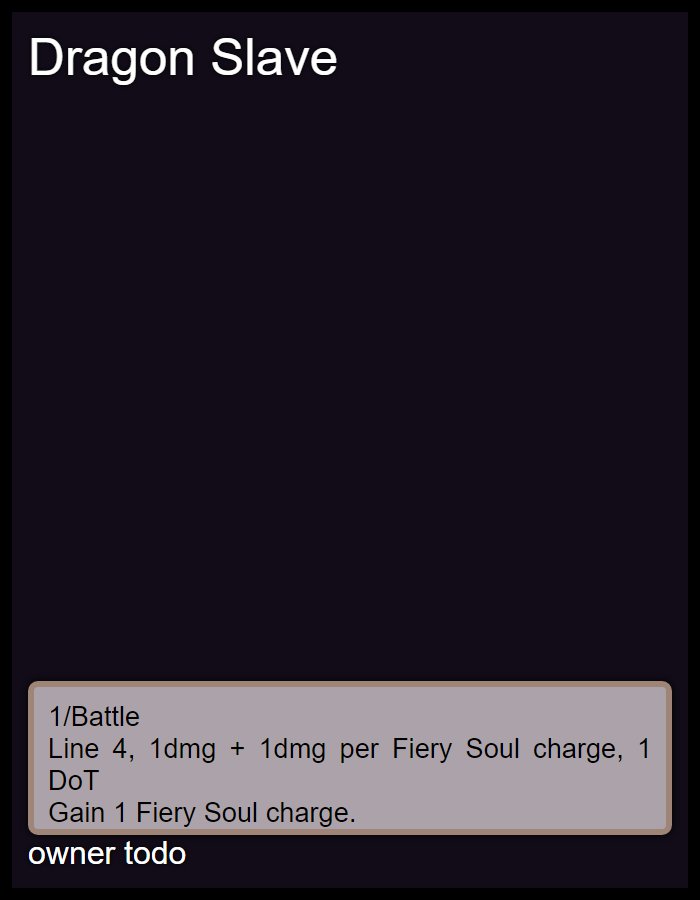 Dragon Slave
1/Battle
Line 4, 1dmg + 1dmg per Fiery Soul charge, 1
DoT
Gain 1 Fiery Soul charge.
owner todo